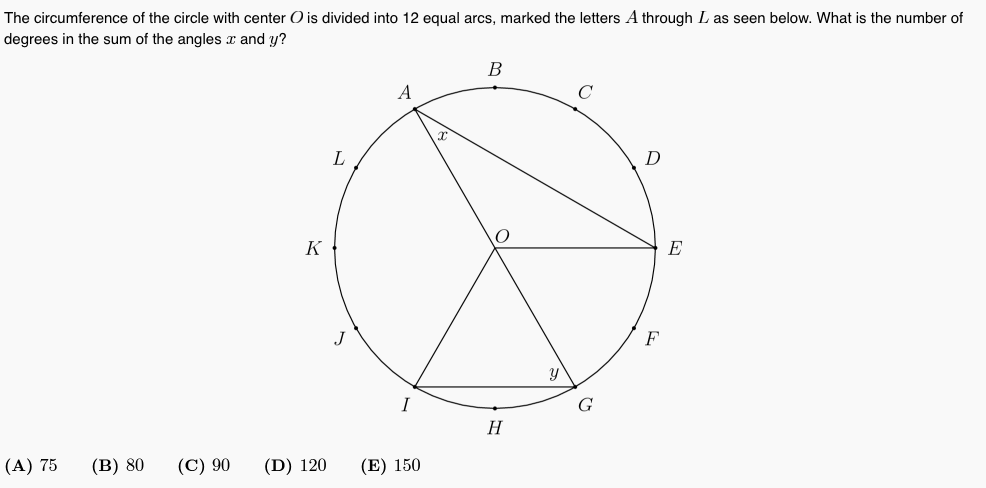 The circumference of the circle with center O is divided into 12 equal arcs, marked the letters A through L as seen below. What is the number of
degrees in the sum of the angles x and y?
B
A
C
x
L
D
O
K
E
J
F
y
I
G
H
(A) 75 (B) 80 (C) 90 (D) 120 (E) 150